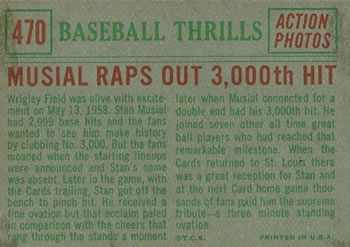 470 BASEBALL THRILLS ACTION PHOTOS
MUSIAL RAPS OUT 3,000th HIT
Wrigley Field was alive with excite-
ment on May 13, 1958. Stan Musial
had 2,999 base hits and the fans
wanted to see him make history
by clubbing No. 3,000. But the fans
moaned when the starting lineups
were announced and Stan's name
was absent. Later in the game, with
the Cards trailing, Stan got off the
bench to pinch hit. He received a
fine ovation but that acclaim paled
in comparison with the cheers that
rang through the stands a moment
later when Musial connected for a
double and had his 3,000th hit. He
joined seven other all time great
ball players who had reached that
remarkable milestone. When the
Cards returned to St. Louis there
was a great reception for Stan and
at the next Card home game thou-
sands of fans paid him the supreme
tribute—a three minute standing
ovation.
© T.C.G. PRINTED IN U.S.A.